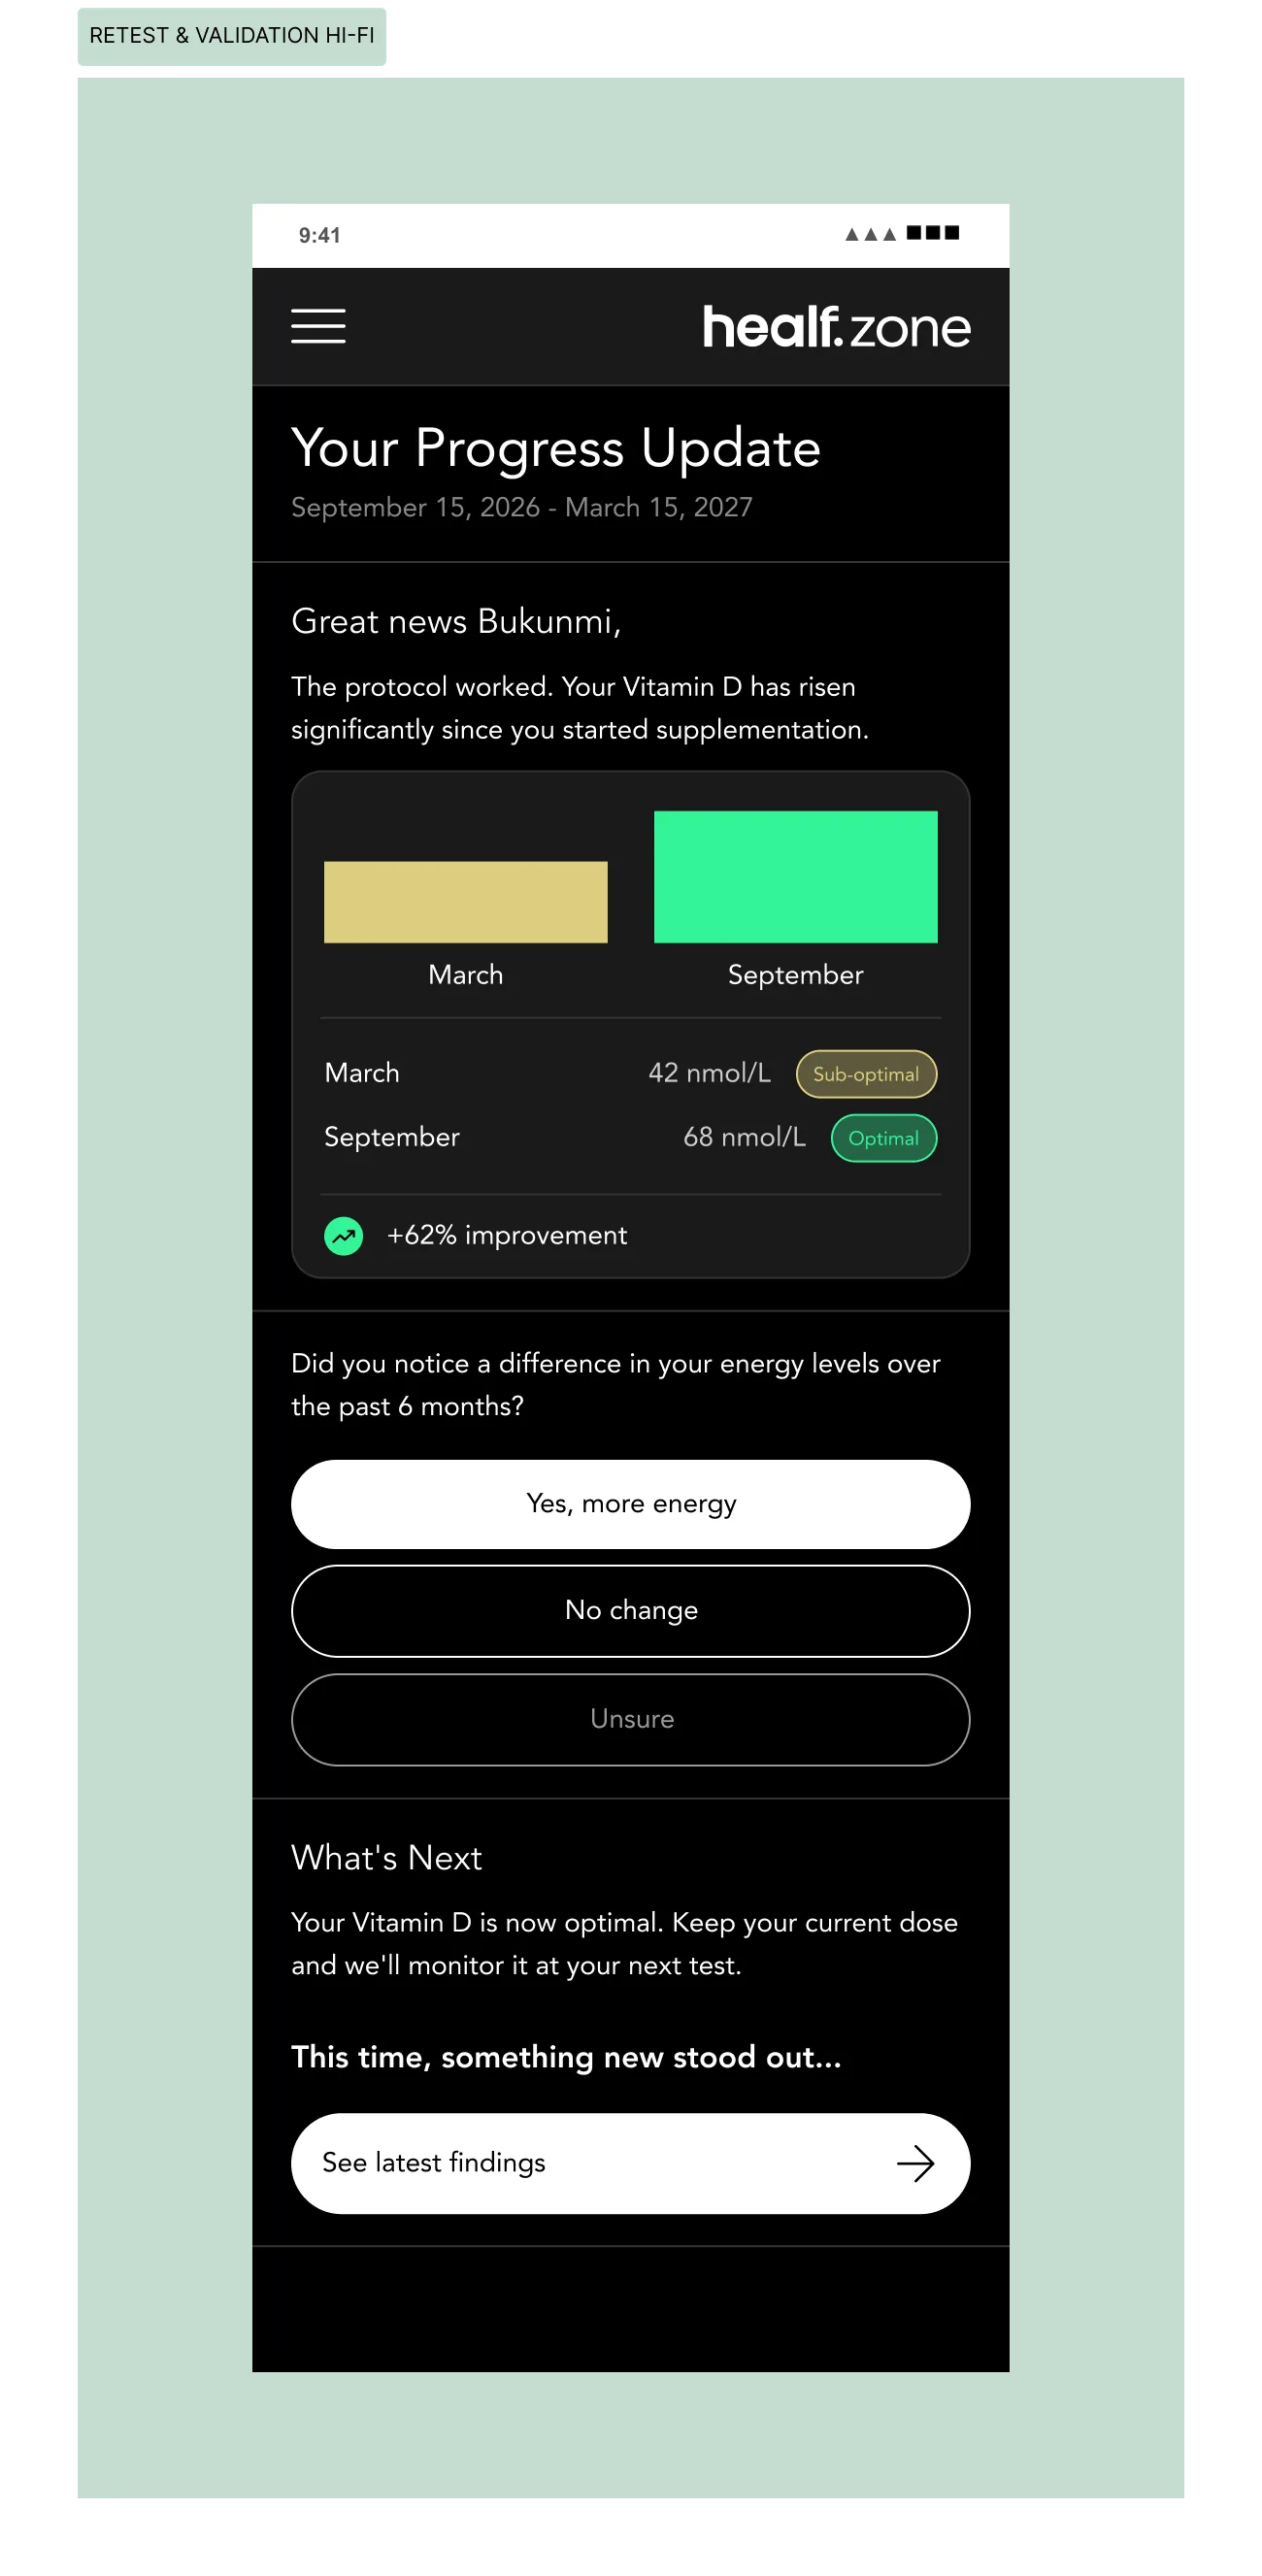 RETEST & VALIDATION HI-FI
9:41
healf.zone
Your Progress Update
September 15, 2026 - March 15, 2027
Great news Bukunmi,
The protocol worked. Your Vitamin D has risen
significantly since you started supplementation.
March
September
March 42 nmol/L Sub-optimal
September 68 nmol/L Optimal
+62% improvement
Did you notice a difference in your energy levels over
the past 6 months?
Yes, more energy
No change
Unsure
What's Next
Your Vitamin D is now optimal. Keep your current dose
and we'll monitor it at your next test.
This time, something new stood out...
See latest findings